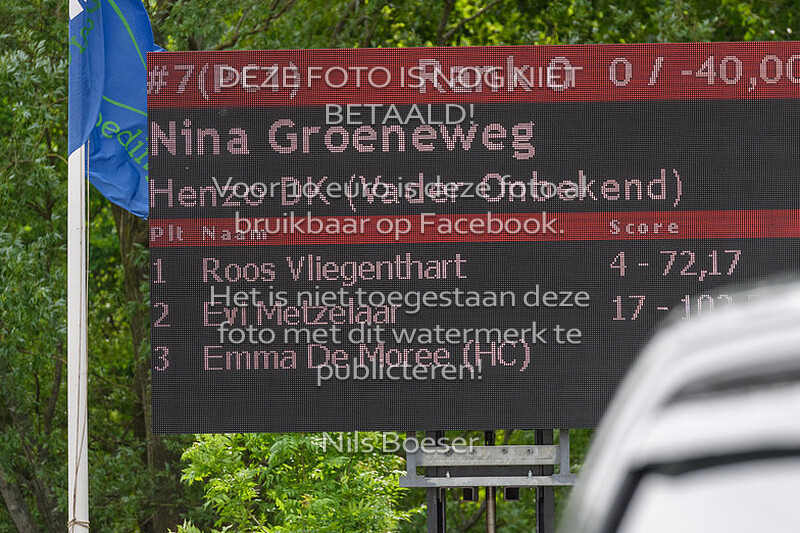 #7(Pt1) Rank 0 0 / -40,00
DEZE FOTO IS NOG NIET
BETAALD!
Nina Groeneweg
Henzo DK (Vader Onbekend)
Voor 10 euro is deze foto al
bruikbaar op Facebook.
Plt Naam Score
1 Roos Vliegenthart 4 - 72,17
Het is niet toegestaan deze
2 Evi Metzelaar 17 -
foto met dit watermerk te
3 Emma De Moree (HC)
publiceren!
Nils Boeser